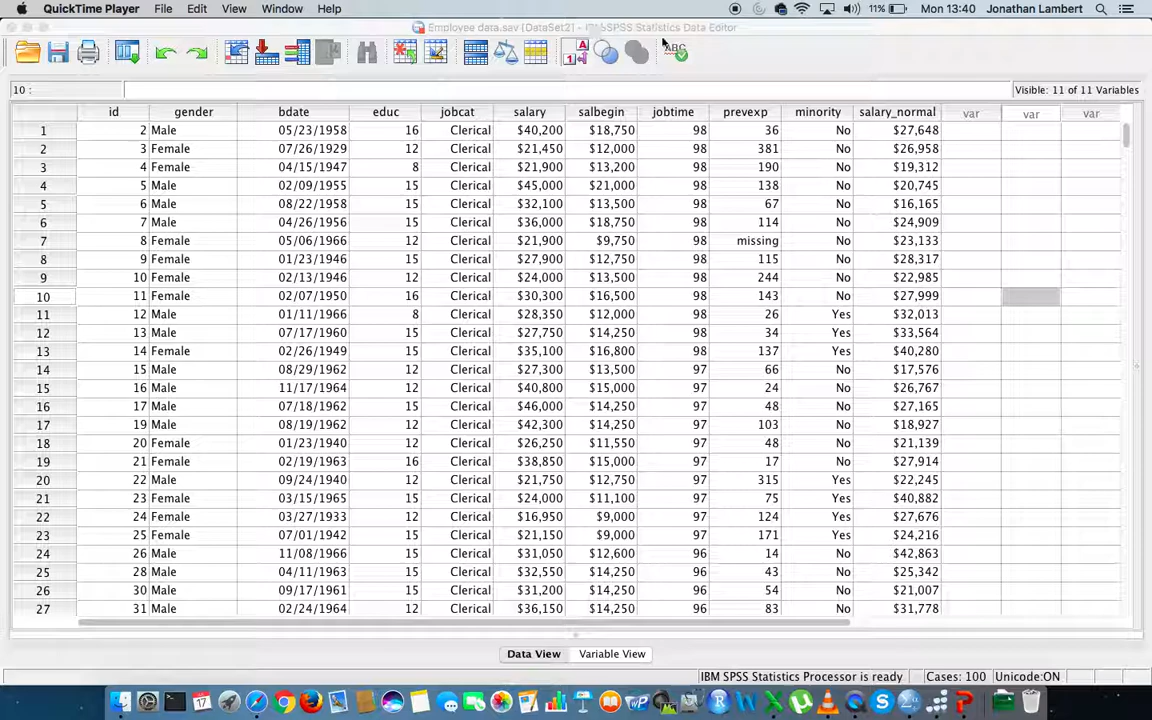 QuickTime Player File Edit View Window Help 11% Mon 13:40 Jonathan Lambert
Employee data.sav [DataSet2] - IBM SPSS Statistics Data Editor
A 1 ABC
10 : Visible: 11 of 11 Variables
id gender bdate educ jobcat salary salbegin jobtime prevexp minority salary_normal var var var
1 2 Male 05/23/1958 16 Clerical $40,200 $18,750 98 36 No $27,648
2 3 Female 07/26/1929 12 Clerical $21,450 $12,000 98 381 No $26,958
3 4 Female 04/15/1947 8 Clerical $21,900 $13,200 98 190 No $19,312
4 5 Male 02/09/1955 15 Clerical $45,000 $21,000 98 138 No $20,745
5 6 Male 08/22/1958 15 Clerical $32,100 $13,500 98 67 No $16,165
6 7 Male 04/26/1956 15 Clerical $36,000 $18,750 98 114 No $24,909
7 8 Female 05/06/1966 12 Clerical $21,900 $9,750 98 missing No $23,133
8 9 Female 01/23/1946 15 Clerical $27,900 $12,750 98 115 No $28,317
9 10 Female 02/13/1946 12 Clerical $24,000 $13,500 98 244 No $22,985
10 11 Female 02/07/1950 16 Clerical $30,300 $16,500 98 143 No $27,999
11 12 Male 01/11/1966 8 Clerical $28,350 $12,000 98 26 Yes $32,013
12 13 Male 07/17/1960 15 Clerical $27,750 $14,250 98 34 Yes $33,564
13 14 Female 02/26/1949 15 Clerical $35,100 $16,800 98 137 Yes $40,280
14 15 Male 08/29/1962 12 Clerical $27,300 $13,500 97 66 No $17,576
15 16 Male 11/17/1964 12 Clerical $40,800 $15,000 97 24 No $26,767
16 17 Male 07/18/1962 15 Clerical $46,000 $14,250 97 48 No $27,165
17 19 Male 08/19/1962 12 Clerical $42,300 $14,250 97 103 No $18,927
18 20 Female 01/23/1940 12 Clerical $26,250 $11,550 97 48 No $21,139
19 21 Female 02/19/1963 16 Clerical $38,850 $15,000 97 17 No $27,914
20 22 Male 09/24/1940 12 Clerical $21,750 $12,750 97 315 Yes $22,245
21 23 Female 03/15/1965 15 Clerical $24,000 $11,100 97 75 Yes $40,882
22 24 Female 03/27/1933 12 Clerical $16,950 $9,000 97 124 Yes $27,676
23 25 Female 07/01/1942 15 Clerical $21,150 $9,000 97 171 Yes $24,216
24 26 Male 11/08/1966 15 Clerical $31,050 $12,600 96 14 No $42,863
25 28 Male 04/11/1963 15 Clerical $32,550 $14,250 96 43 No $25,342
26 30 Male 09/17/1961 15 Clerical $31,200 $14,250 96 54 No $21,007
27 31 Male 02/24/1964 12 Clerical $36,150 $14,250 96 83 No $31,778
Data View Variable View
IBM SPSS Statistics Processor is ready Cases: 100 Unicode:ON
17